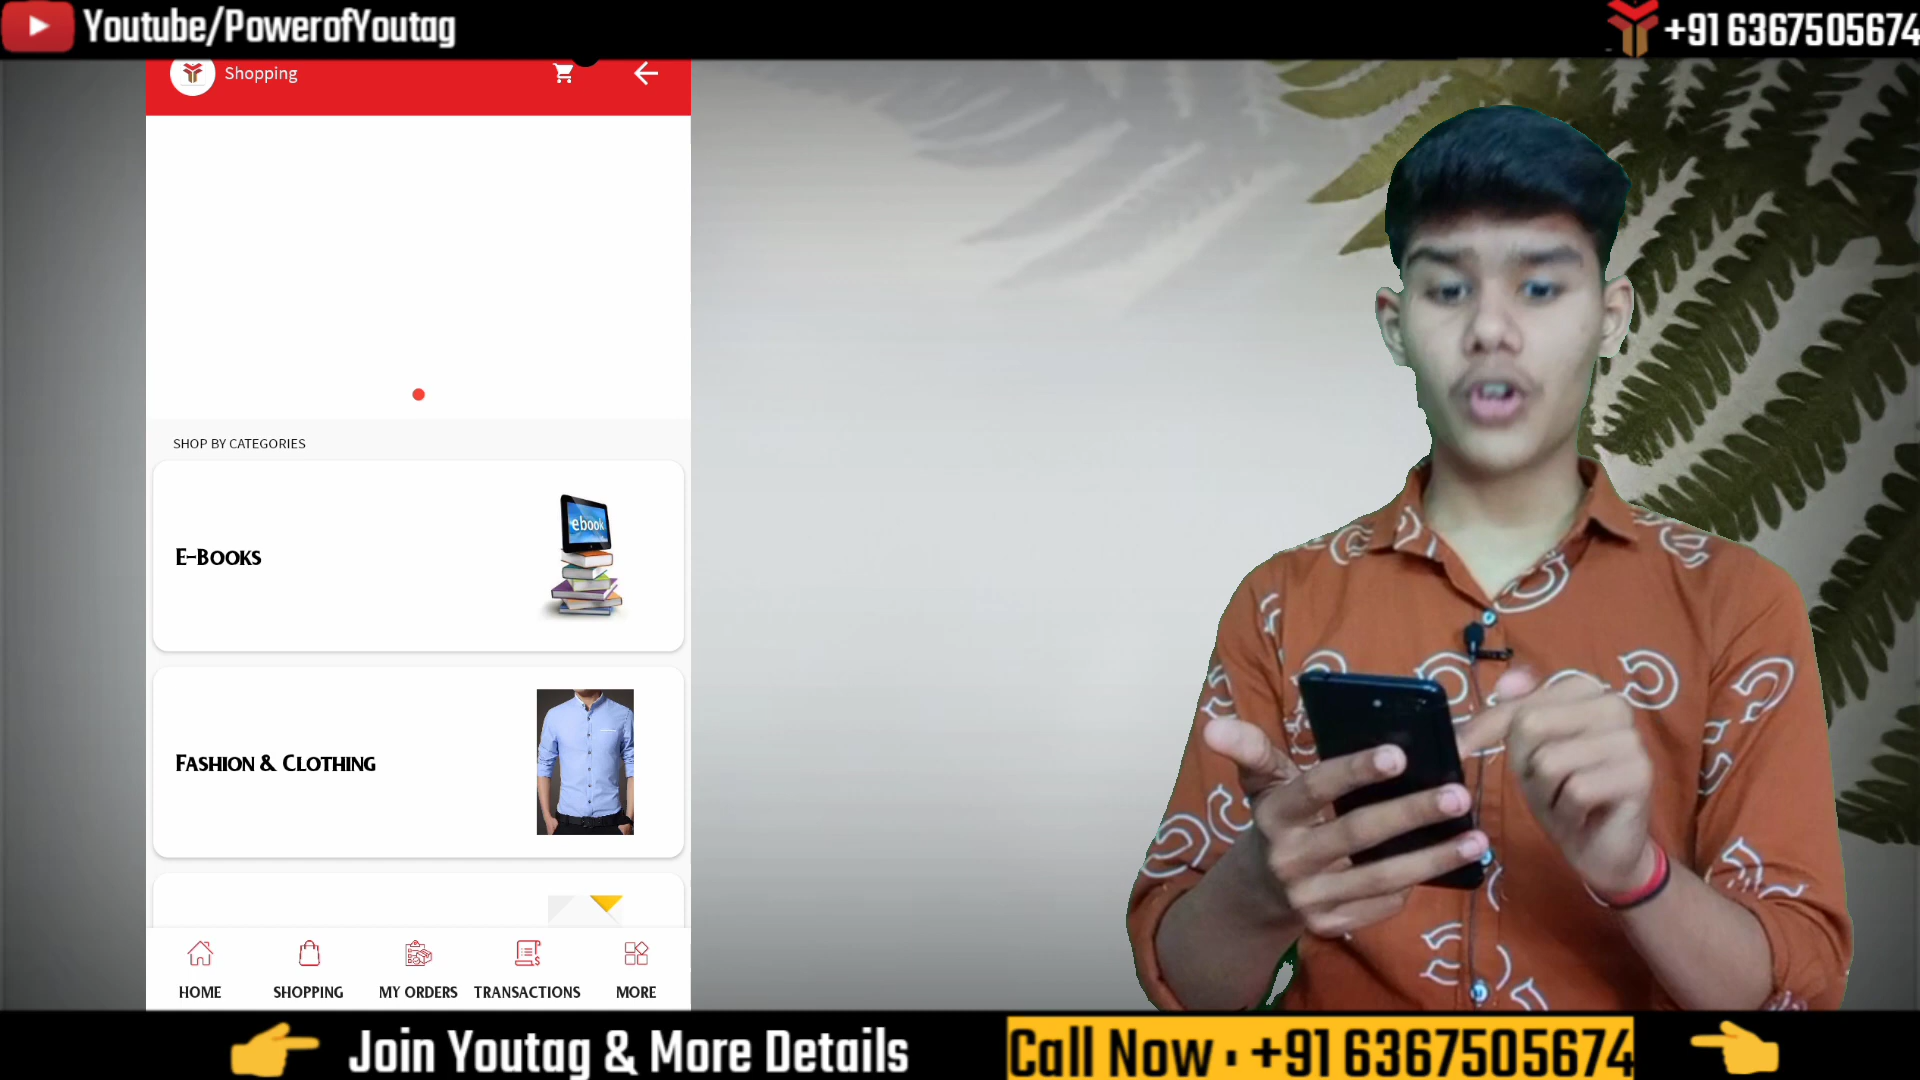 Youtube/PowerofYoutag
+91 6367505674
Shopping
SHOP BY CATEGORIES
ebook
E-Books
Fashion & Clothing
HOME
SHOPPING
MY ORDERS
TRANSACTIONS
MORE
Join Youtag & More Details
Call Now : +91 6367505674